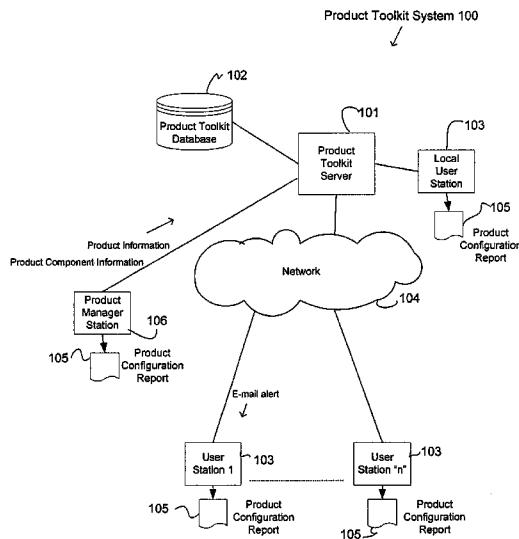 Product Toolkit System 100
102
Product Toolkit
Database
101
Product
Toolkit
Server
103
Local
User
Station
105
Product
Configuration
Report
Product Information
Product Component Information
Network
104
Product
Manager
Station
106
105
Product
Configuration
Report
E-mail alert
User
Station 1
103
User
Station "n"
103
105
Product
Configuration
Report
105
Product
Configuration
Report